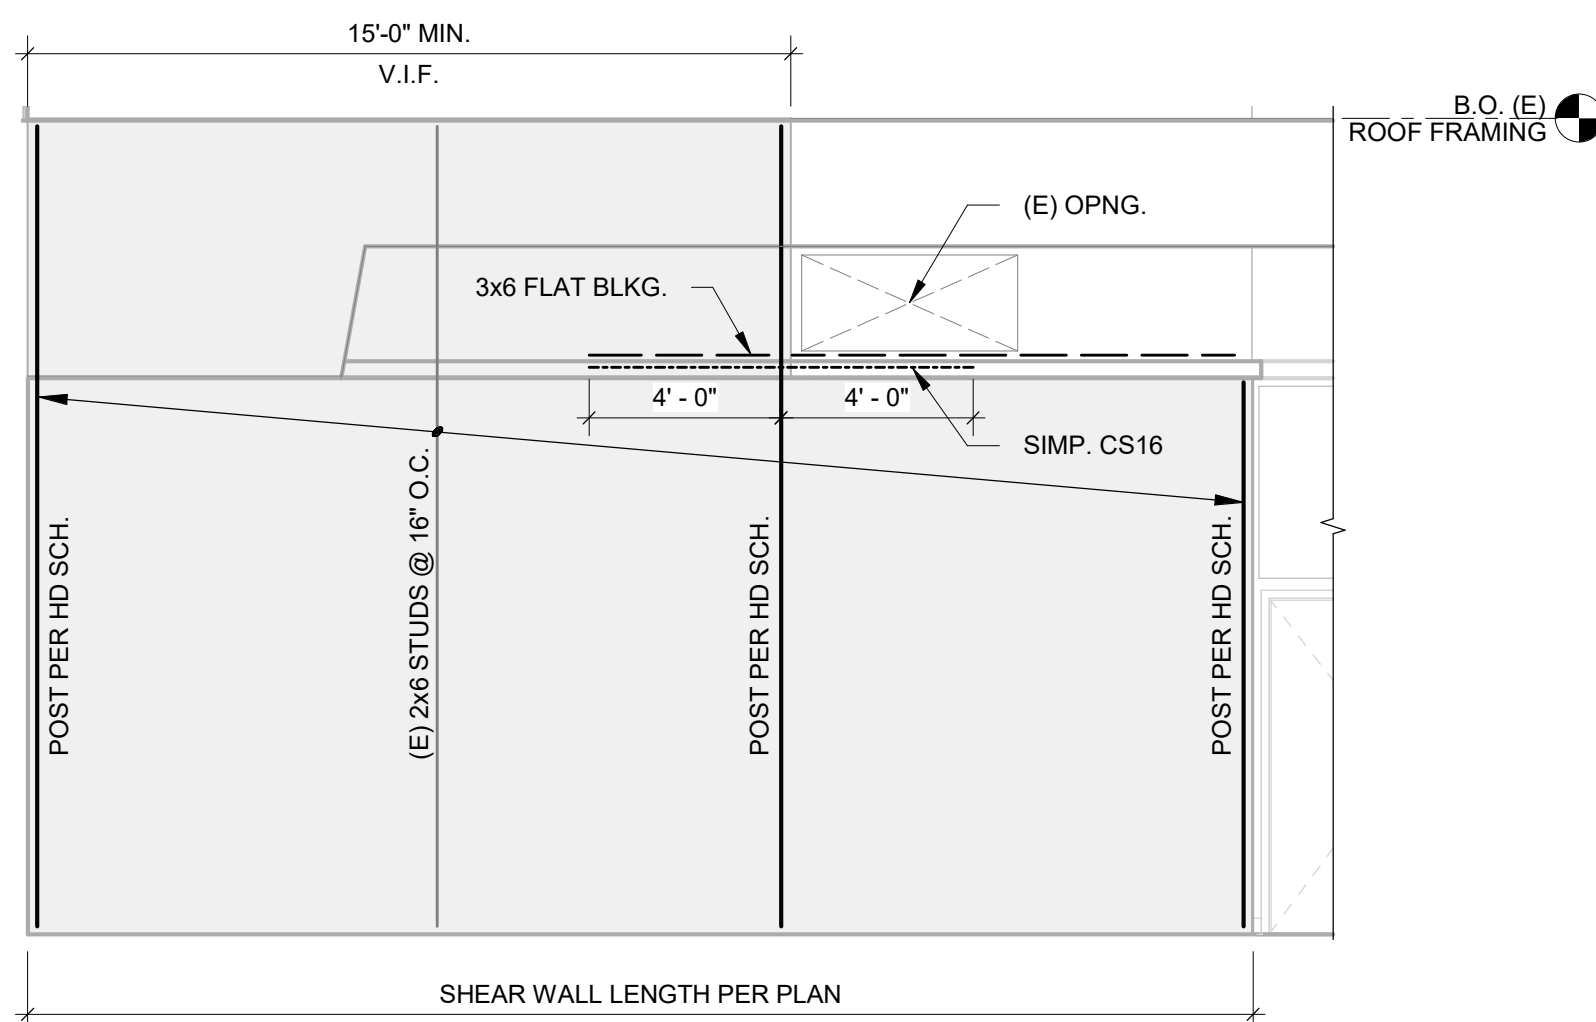 15'-0" MIN.
V.I.F.
B.O. (E)
ROOF FRAMING
(E) OPNG.
3x6 FLAT BLKG.
4' - 0"
4' - 0"
SIMP. CS16
POST PER HD SCH.
(E) 2x6 STUDS @ 16" O.C.
POST PER HD SCH.
POST PER HD SCH.
SHEAR WALL LENGTH PER PLAN